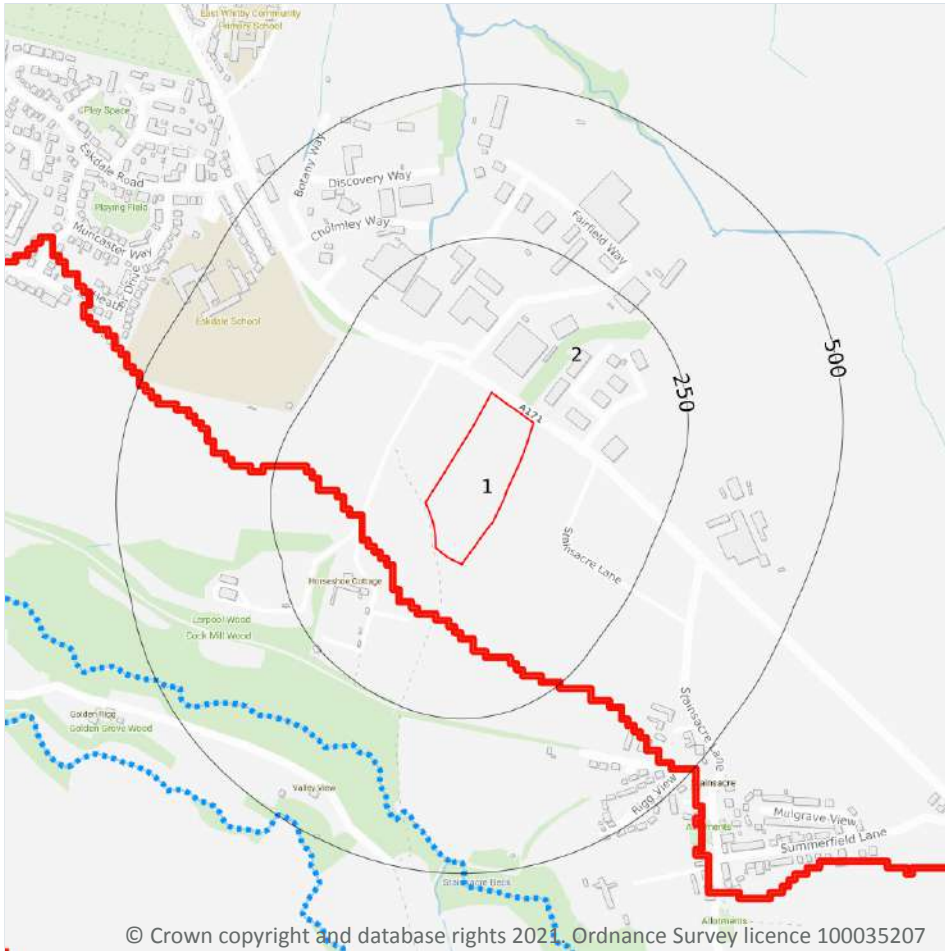 East Whitby Community
Primary School
Play Space
Eskdale Road
Playing Field
Muncaster Way
Heath
Drive
Botany Way
Discovery Way
Cholmley Way
Fairfield Way
Eskdale School
2
500
250
A171
1
Stainsacre Lane
Horseshoe Cottage
Larpool Wood
Cock Mill Wood
Golden Rigg
Golden Grove Wood
Valley View
Stainsacre Lane
Stainsacre
Rigg View
Mulgrave View
Allotments
Summerfield Lane
Stainsacre Beck
Allotments
© Crown copyright and database rights 2021. Ordnance Survey licence 100035207